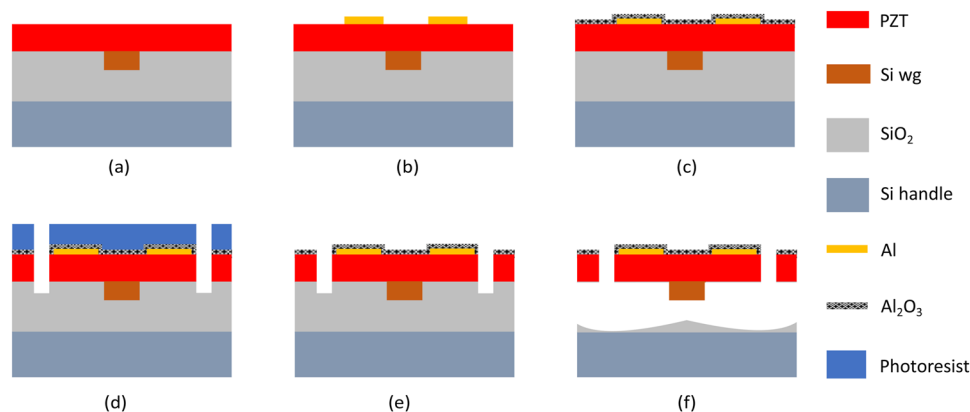 PZT
Si wg
SiO₂
Si handle
Al
Al₂O₃
Photoresist
(a)
(b)
(c)
(d)
(e)
(f)